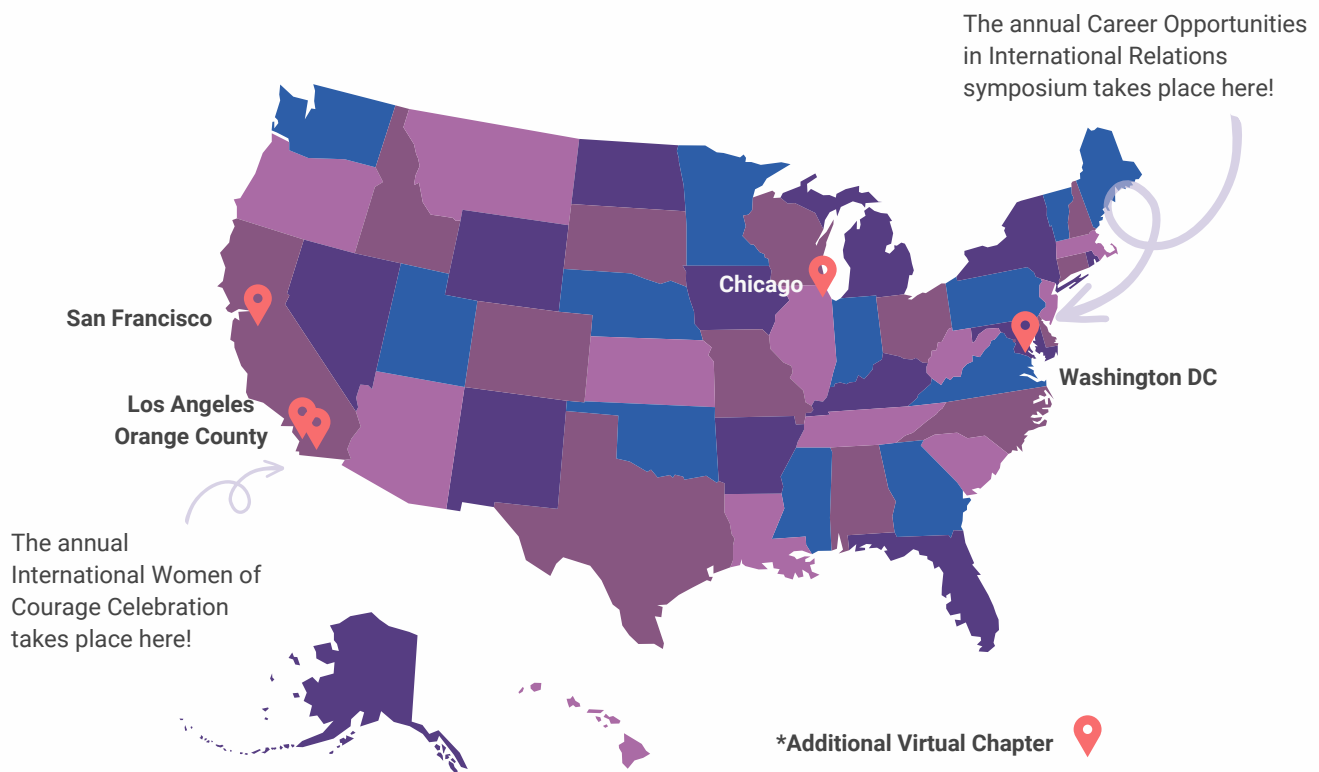 The annual Career Opportunities
in International Relations
symposium takes place here!
Chicago
San Francisco
Washington DC
Los Angeles
Orange County
The annual
International Women of
Courage Celebration
takes place here!
*Additional Virtual Chapter